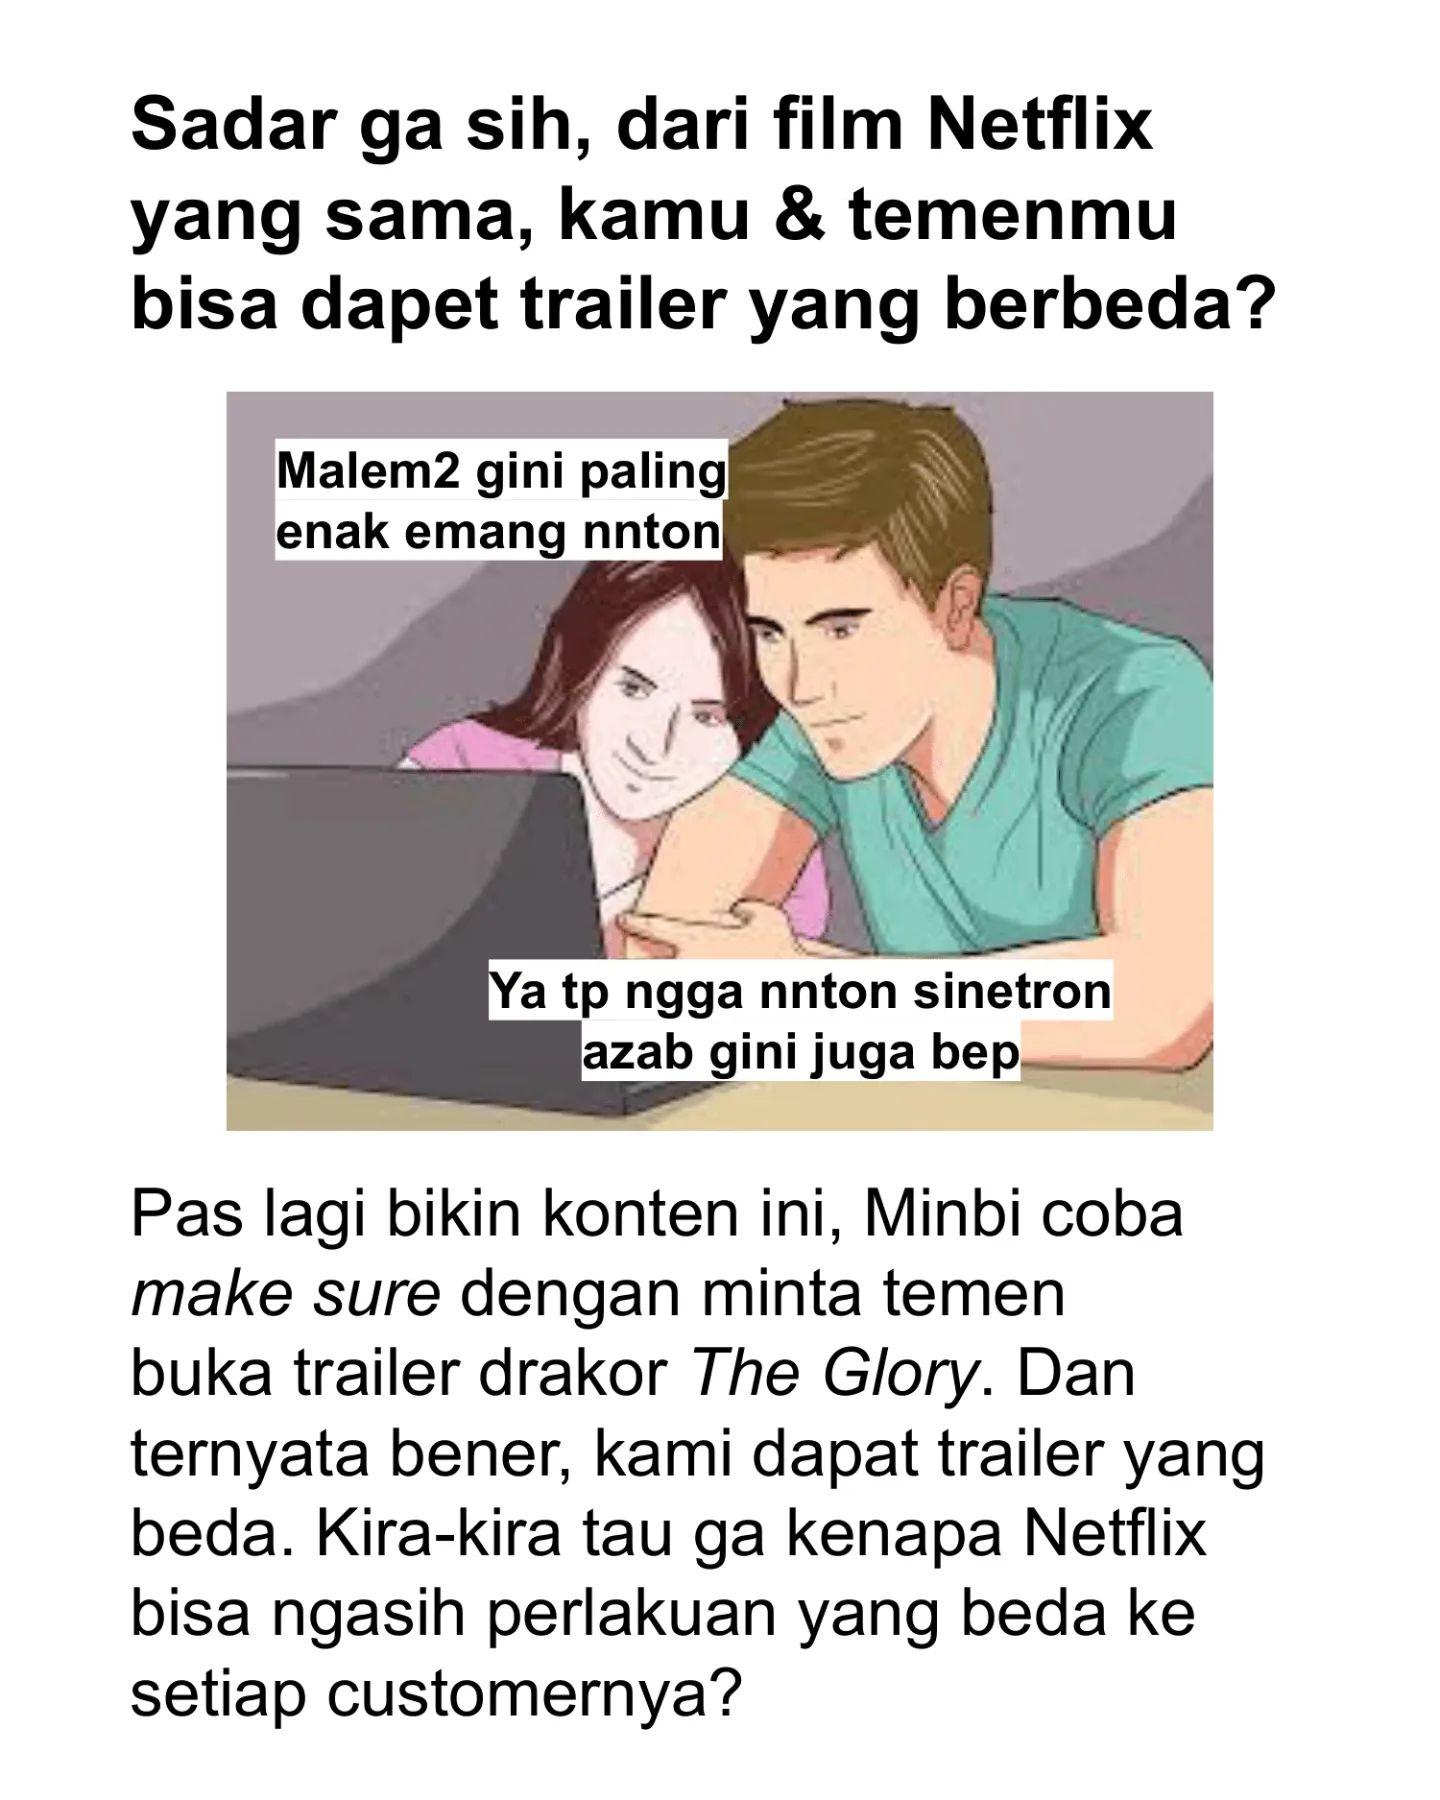 Sadar ga sih, dari film Netflix
yang sama, kamu & temenmu
bisa dapet trailer yang berbeda?
Malem2 gini paling
enak emang nnton
Ya tp ngga nnton sinetron
azab gini juga bep
Pas lagi bikin konten ini, Minbi coba
make sure dengan minta temen
buka trailer drakor The Glory. Dan
ternyata bener, kami dapat trailer yang
beda. Kira-kira tau ga kenapa Netflix
bisa ngasih perlakuan yang beda ke
setiap customernya?